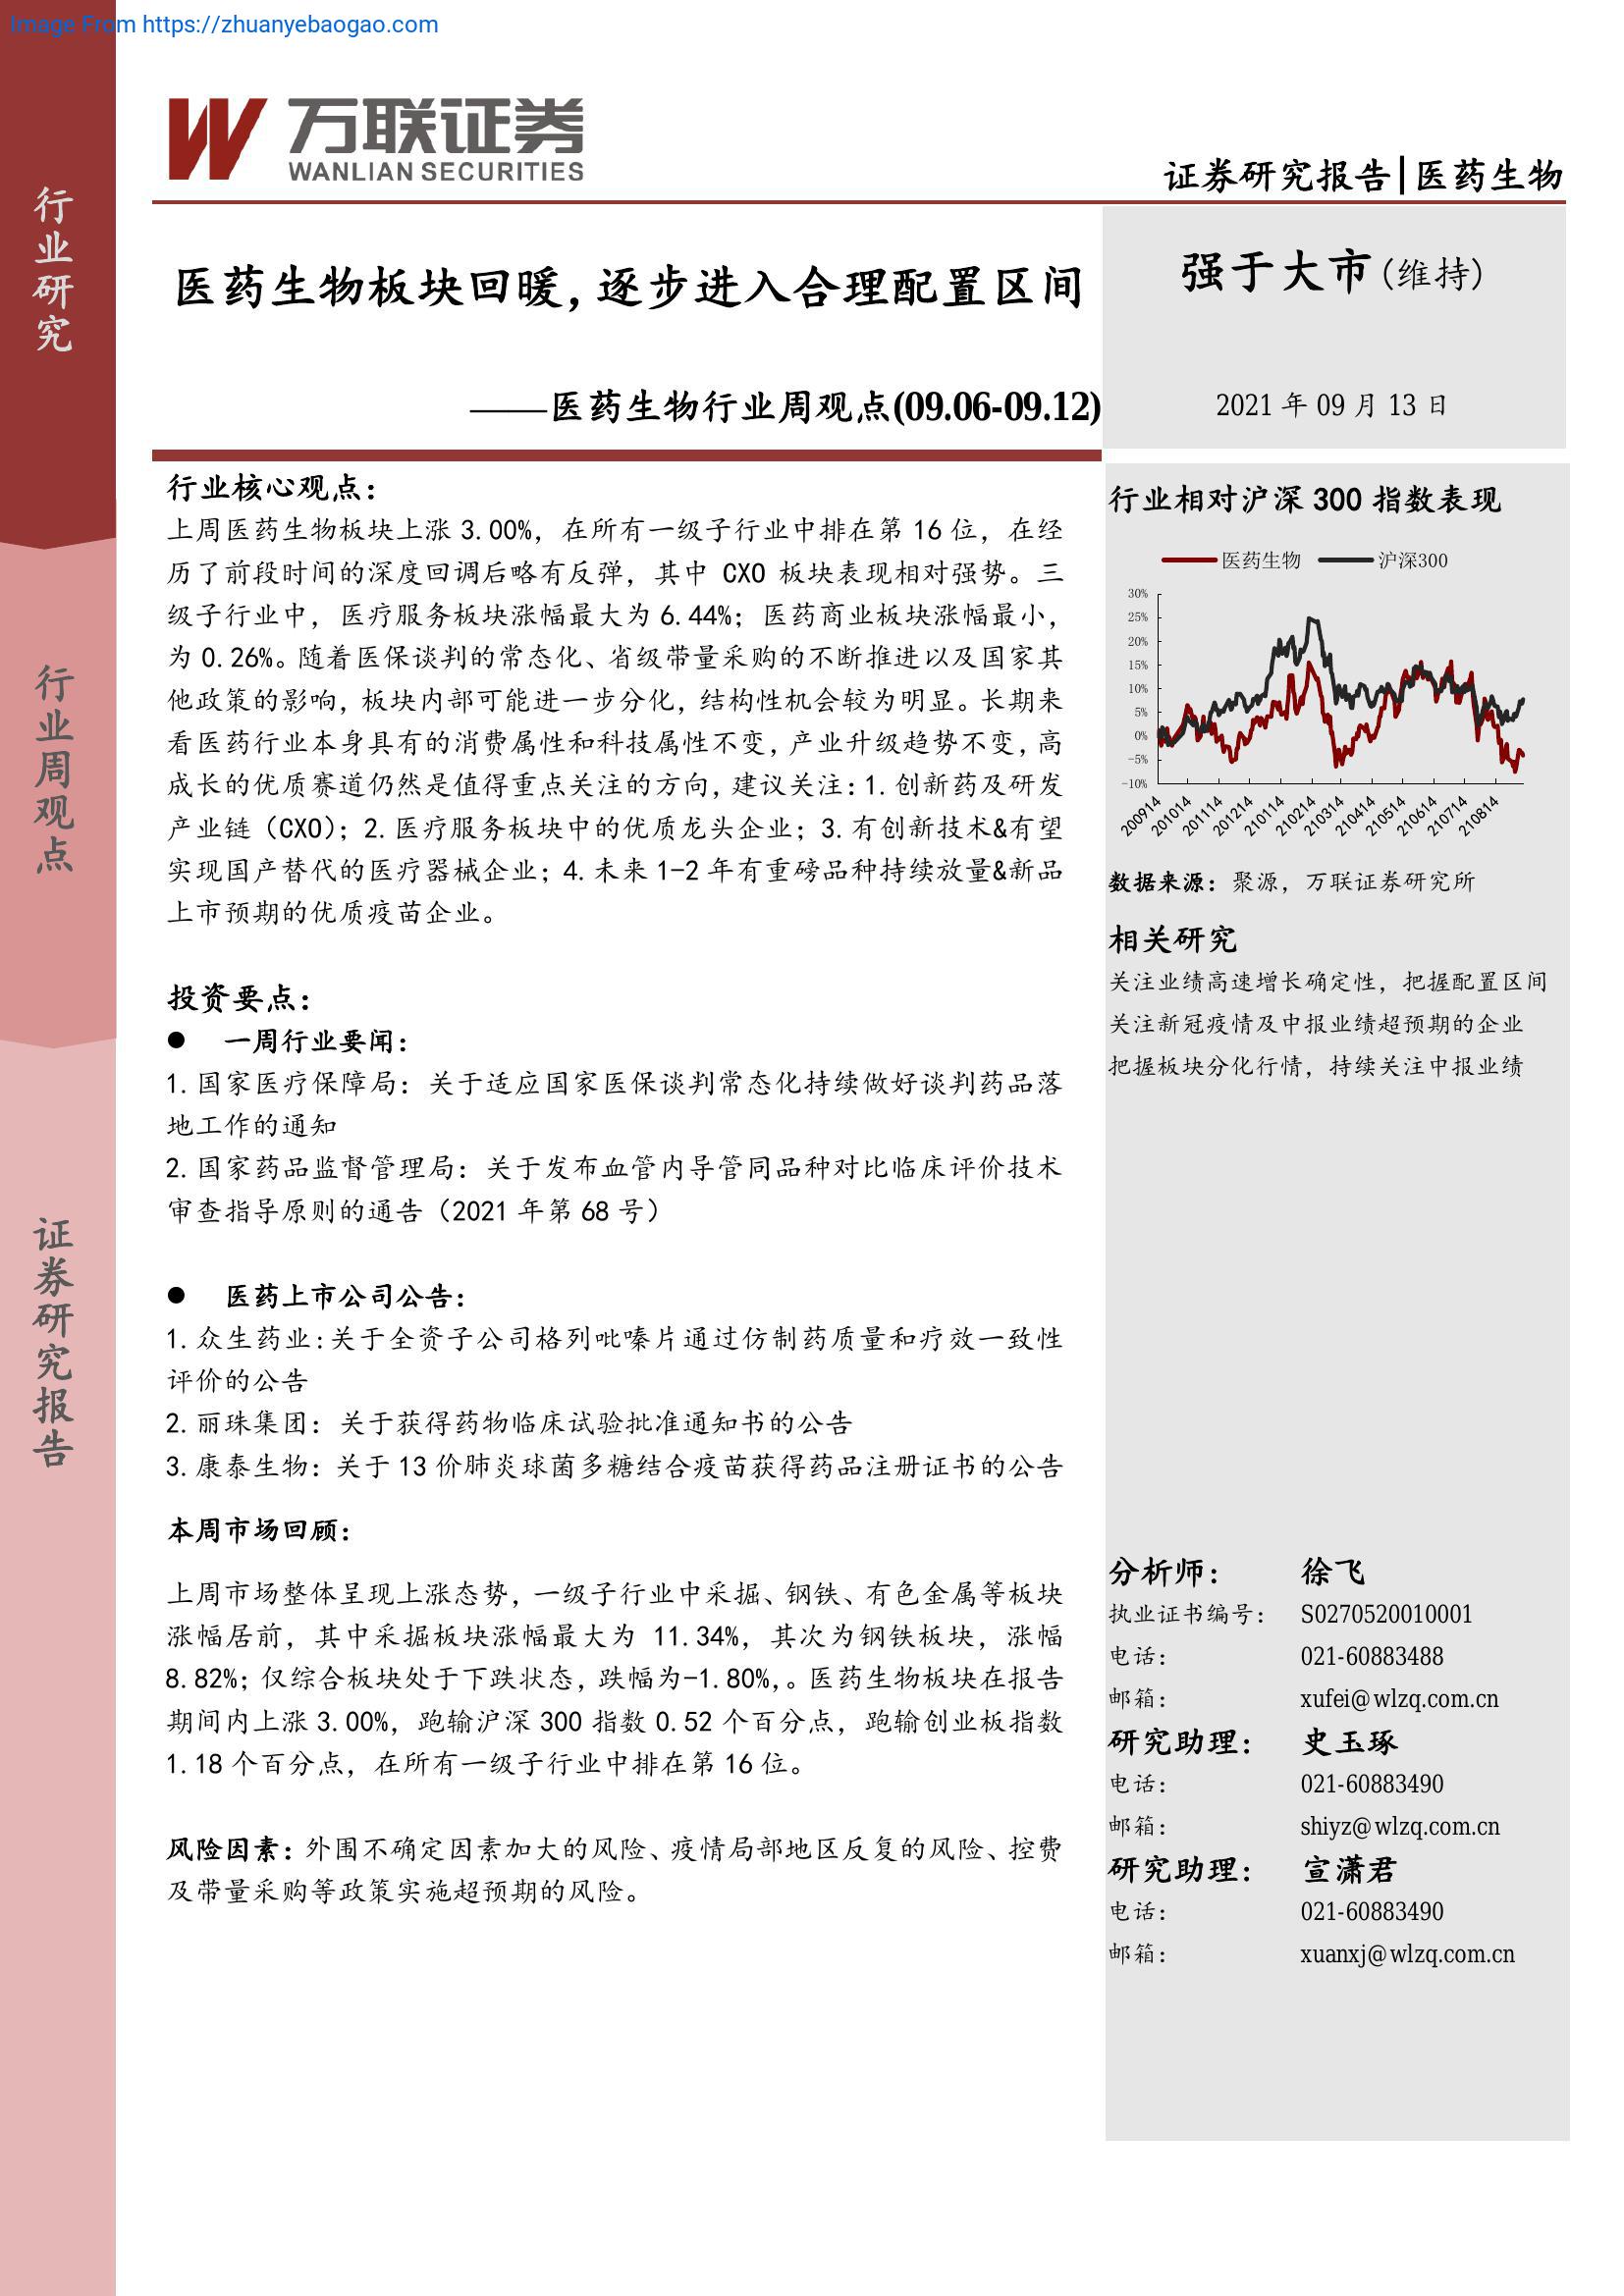 Image From https://zhuanyebaogao.com
万联证券
WANLIAN SECURITIES
证券研究报告|医药生物
行业研究
行业周观点
证券研究报告
医药生物板块回暖,逐步进入合理配置区间
——医药生物行业周观点(09.06-09.12)
强于大市(维持)
2021 年 09 月 13 日
行业核心观点：
上周医药生物板块上涨 3.00%，在所有一级子行业中排在第 16 位，在经
历了前段时间的深度回调后略有反弹，其中 CXO 板块表现相对强势。三
级子行业中，医疗服务板块涨幅最大为 6.44%；医药商业板块涨幅最小，
为 0.26%。随着医保谈判的常态化、省级带量采购的不断推进以及国家其
他政策的影响，板块内部可能进一步分化，结构性机会较为明显。长期来
看医药行业本身具有的消费属性和科技属性不变，产业升级趋势不变，高
成长的优质赛道仍然是值得重点关注的方向，建议关注：1.创新药及研发
产业链（CXO）；2.医疗服务板块中的优质龙头企业；3.有创新技术&有望
实现国产替代的医疗器械企业；4.未来 1-2 年有重磅品种持续放量&新品
上市预期的优质疫苗企业。
投资要点：
● 一周行业要闻：
1.国家医疗保障局：关于适应国家医保谈判常态化持续做好谈判药品落
地工作的通知
2.国家药品监督管理局：关于发布血管内导管同品种对比临床评价技术
审查指导原则的通告（2021 年第 68 号）
● 医药上市公司公告：
1.众生药业:关于全资子公司格列吡嗪片通过仿制药质量和疗效一致性
评价的公告
2.丽珠集团：关于获得药物临床试验批准通知书的公告
3.康泰生物：关于 13 价肺炎球菌多糖结合疫苗获得药品注册证书的公告
本周市场回顾：
上周市场整体呈现上涨态势，一级子行业中采掘、钢铁、有色金属等板块
涨幅居前，其中采掘板块涨幅最大为 11.34%，其次为钢铁板块，涨幅
8.82%；仅综合板块处于下跌状态，跌幅为-1.80%，。医药生物板块在报告
期间内上涨 3.00%，跑输沪深 300 指数 0.52 个百分点，跑输创业板指数
1.18 个百分点，在所有一级子行业中排在第 16 位。
风险因素：外围不确定因素加大的风险、疫情局部地区反复的风险、控费
及带量采购等政策实施超预期的风险。
行业相对沪深 300 指数表现
医药生物 沪深300
30%
25%
20%
15%
10%
5%
0%
-5%
-10%
200914 201014 201114 201214 210114 210214 210314 210414 210514 210614 210714 210814
数据来源：聚源，万联证券研究所
相关研究
关注业绩高速增长确定性，把握配置区间
关注新冠疫情及中报业绩超预期的企业
把握板块分化行情，持续关注中报业绩
分析师： 徐飞
执业证书编号： S0270520010001
电话： 021-60883488
邮箱： xufei@wlzq.com.cn
研究助理： 史玉琢
电话： 021-60883490
邮箱： shiyz@wlzq.com.cn
研究助理： 宣潇君
电话： 021-60883490
邮箱： xuanxj@wlzq.com.cn